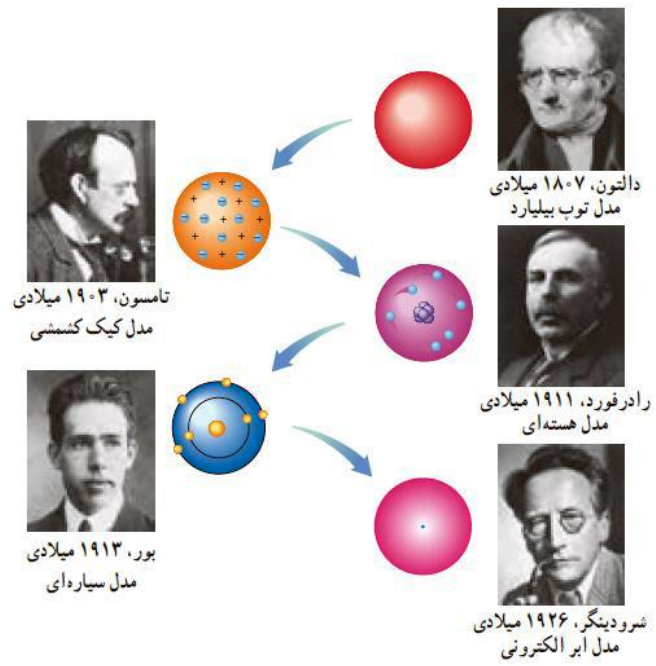 دالتون، ۱۸۰۷ میلادی
مدل توپ بیلیارد
تامسون، ۱۹۰۳ میلادی
مدل کیک کشمشی
رادرفورد، ۱۹۱۱ میلادی
مدل هسته‌ای
بور، ۱۹۱۳ میلادی
مدل سیاره‌ای
شرودینگر، ۱۹۲۶ میلادی
مدل ابر الکترونی